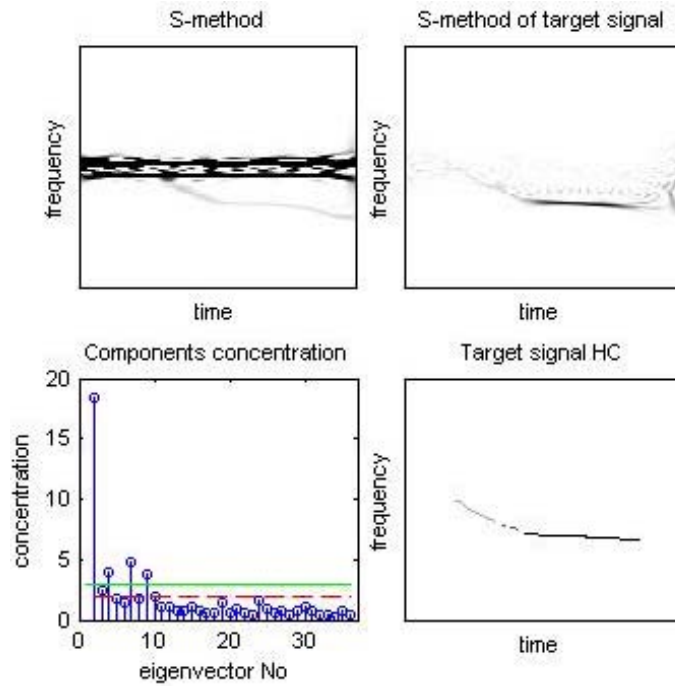 S-method
S-method of target signal
frequency
frequency
time
time
Components concentration
Target signal HC
20
15
10
5
0
concentration
0
10
20
30
eigenvector No
frequency
time